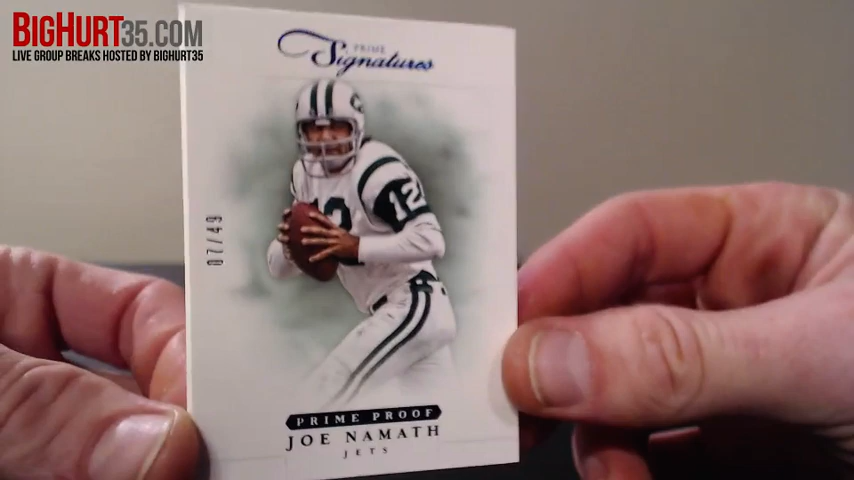 BIGHURT35.COM
LIVE GROUP BREAKS HOSTED BY BIGHURT35
PRIME
Signatures
12
12
07/49
PRIME PROOF
JOE NAMATH
JETS